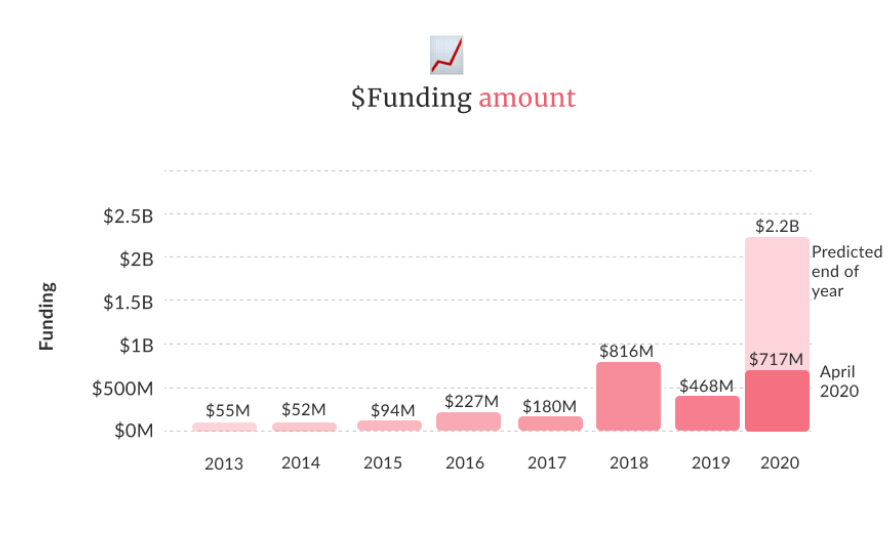 $Funding amount
$2.5B
$2B
$1.5B
$1B
$500M
$0M
Funding
$55M
$52M
$94M
$227M
$180M
$816M
$468M
$717M
$2.2B
Predicted
end of
year
April
2020
2013 2014 2015 2016 2017 2018 2019 2020